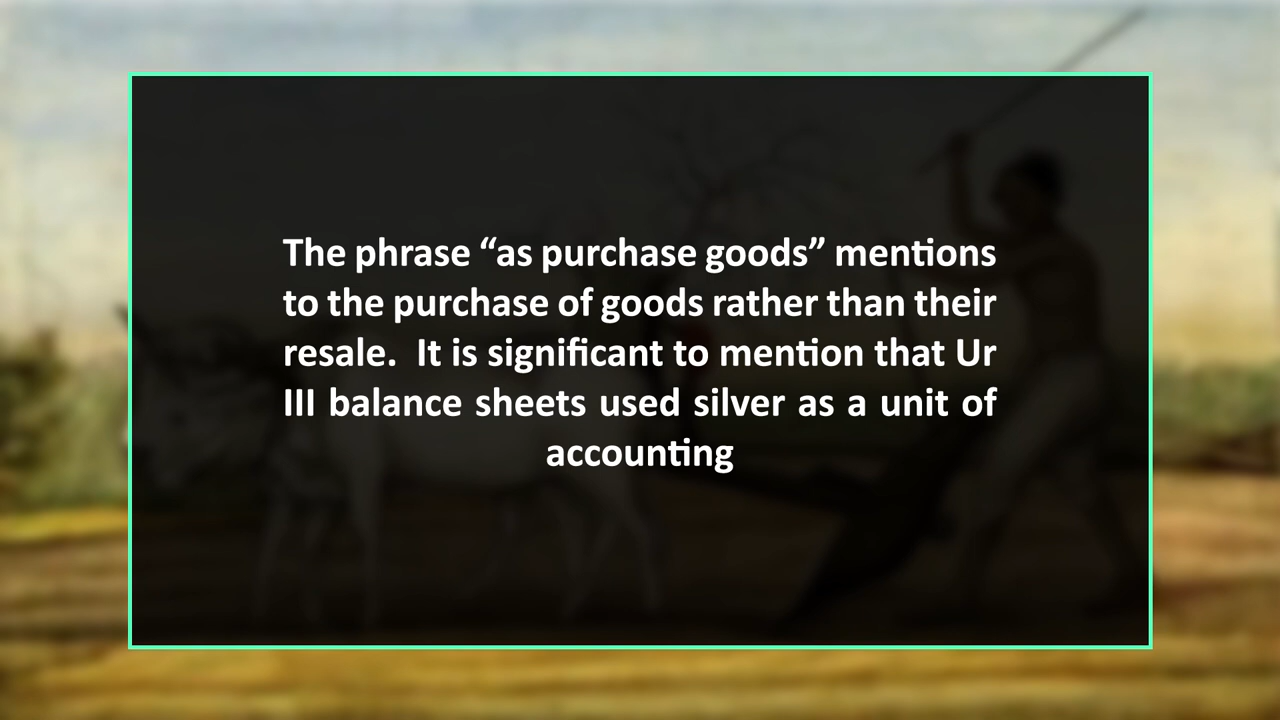 The phrase “as purchase goods” mentions
to the purchase of goods rather than their
resale.  It is significant to mention that Ur
III balance sheets used silver as a unit of
accounting